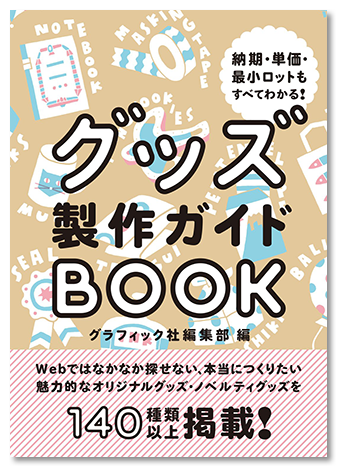 NOTEBOOK
MASKINGTAPE
納期・単価・
最小ロットも
すべてわかる!
グッズ
製作ガイド
BOOK
SEAL
グラフィック社編集部 編
Webではなかなか探せない、本当につくりたい
魅力的なオリジナルグッズ・ノベルティグッズを
140種類以上掲載!